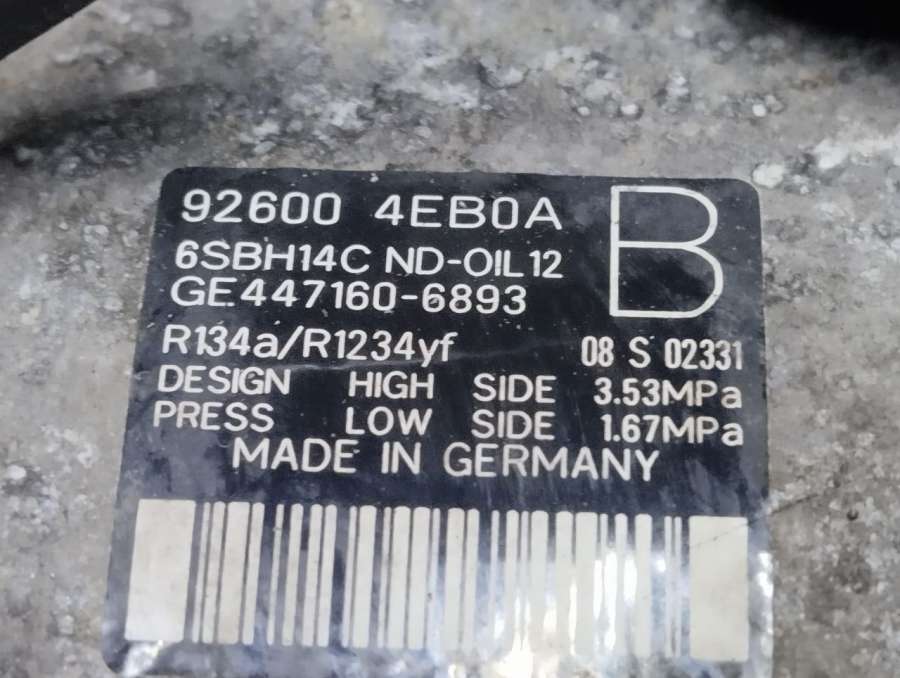 92600 4EB0A
B
6SBH14C ND-OIL12
GE447160-6893
R134a/R1234yf 08 S 02331
DESIGN HIGH SIDE 3.53MPa
PRESS LOW SIDE 1.67MPa
MADE IN GERMANY